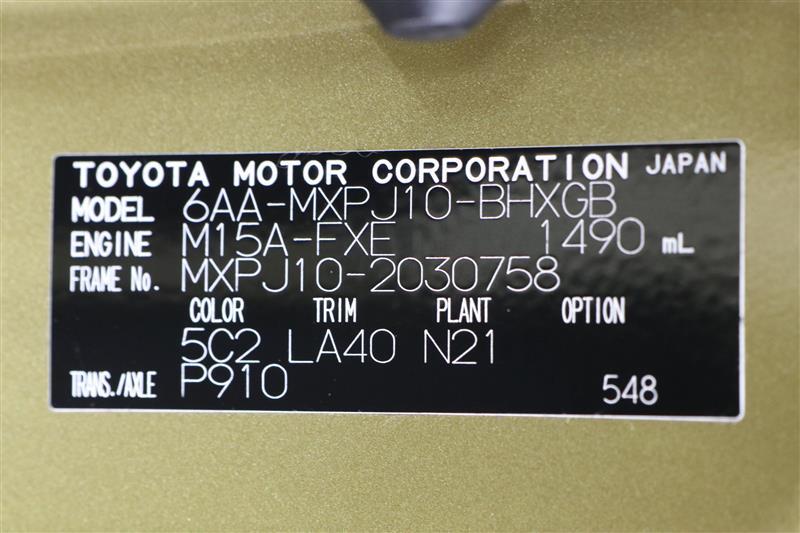 TOYOTA MOTOR CORPORATION JAPAN
MODEL 6AA-MXPJ10-BHXGB
ENGINE M15A-FXE 1490 mL
FRAME No. MXPJ10-2030758
COLOR TRIM PLANT OPTION
5C2 LA40 N21
TRANS./AXLE P910 548